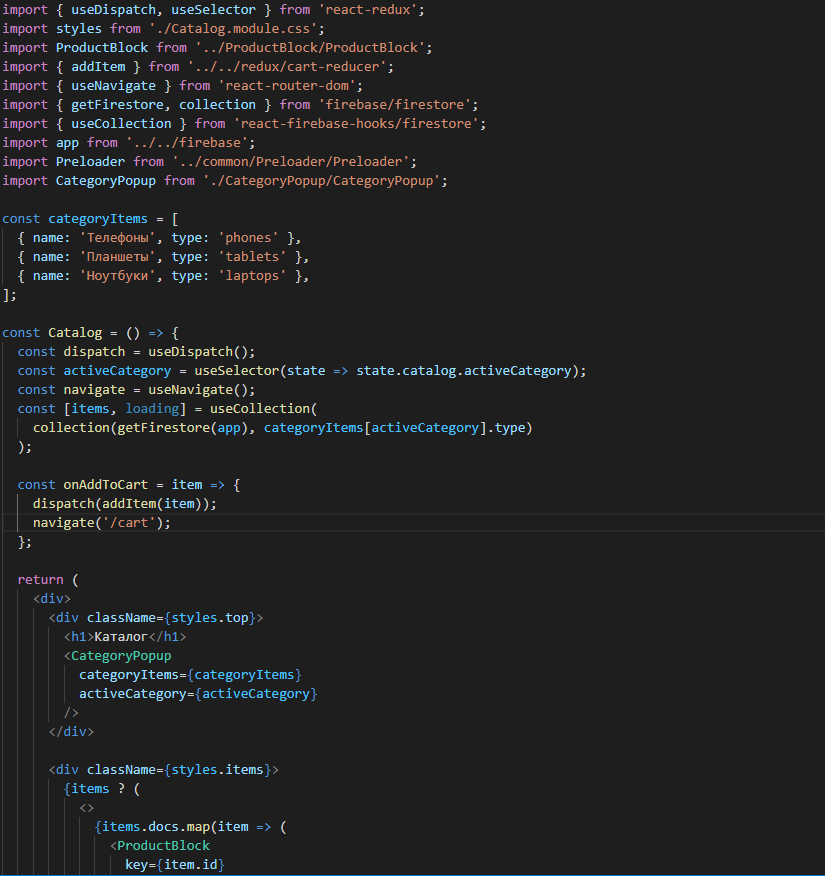 import { useDispatch, useSelector } from 'react-redux';
import styles from './Catalog.module.css';
import ProductBlock from '../ProductBlock/ProductBlock';
import { addItem } from '../../redux/cart-reducer';
import { useNavigate } from 'react-router-dom';
import { getFirestore, collection } from 'firebase/firestore';
import { useCollection } from 'react-firebase-hooks/firestore';
import app from '../../firebase';
import Preloader from '../common/Preloader/Preloader';
import CategoryPopup from './CategoryPopup/CategoryPopup';

const categoryItems = [
  { name: 'Телефоны', type: 'phones' },
  { name: 'Планшеты', type: 'tablets' },
  { name: 'Ноутбуки', type: 'laptops' },
];

const Catalog = () => {
  const dispatch = useDispatch();
  const activeCategory = useSelector(state => state.catalog.activeCategory);
  const navigate = useNavigate();
  const [items, loading] = useCollection(
    collection(getFirestore(app), categoryItems[activeCategory].type)
  );

  const onAddToCart = item => {
    dispatch(addItem(item));
    navigate('/cart');
  };

  return (
    <div>
      <div className={styles.top}>
        <h1>Каталог</h1>
        <CategoryPopup
          categoryItems={categoryItems}
          activeCategory={activeCategory}
        />
      </div>

      <div className={styles.items}>
        {items ? (
          <>
            {items.docs.map(item => (
              <ProductBlock
                key={item.id}